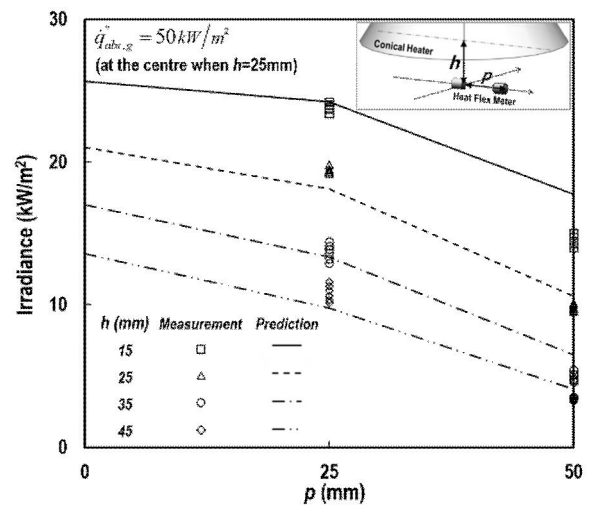 30
q̇″abs,g = 50 kW/m²
(at the centre when h=25mm)
Conical Heater
h
p
Heat Flex Meter
20
Irradiance (kW/m²)
10
h (mm) Measurement Prediction
15
25
35
45
0
0 25 50
p (mm)